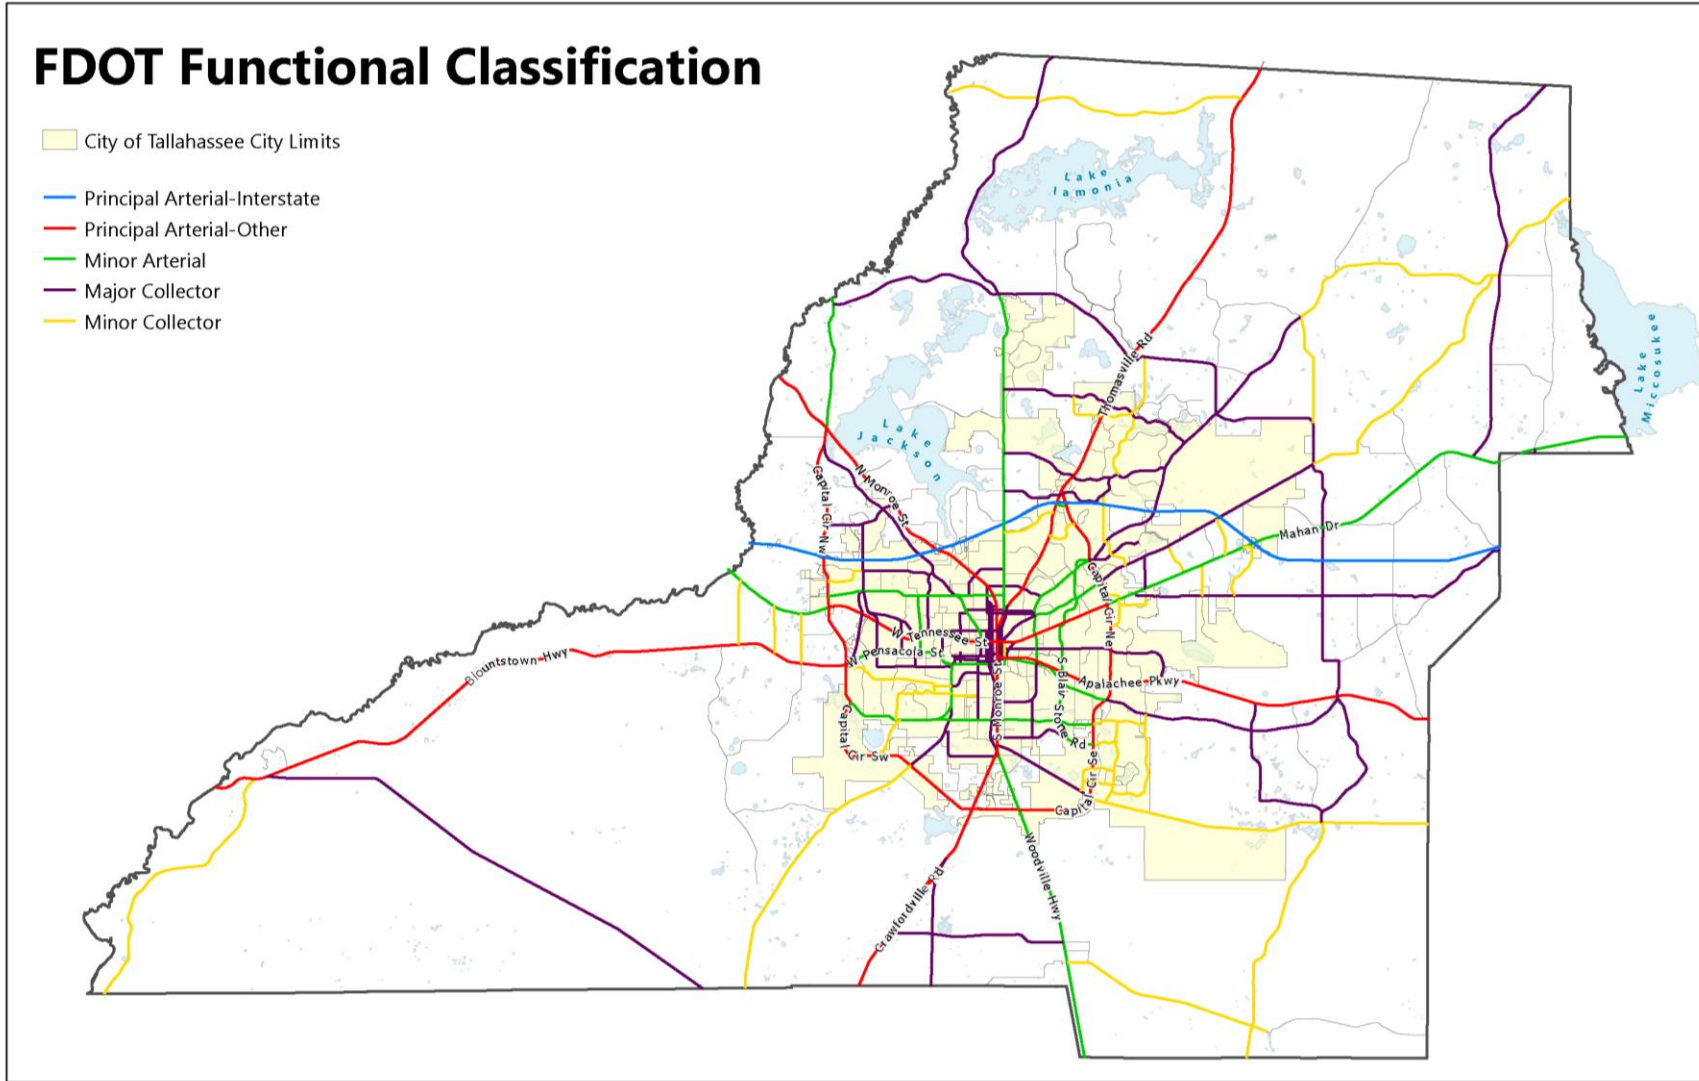 FDOT Functional Classification
City of Tallahassee City Limits
Principal Arterial-Interstate
Principal Arterial-Other
Minor Arterial
Major Collector
Minor Collector
Lake
Iamonia
Lake
Miccosukee
Thomasville Rd
Lake
Jackson
N Monroe St
Capital Cir Nw
Mahan Dr
Capital Cir Ne
W Tennessee St
W Pensacola St
Blountstown Hwy
S Blair Stone Rd
Apalachee Pkwy
S Monroe St
Capital Cir Sw
Capital Cir Se
Woodville Hwy
Crawfordville Rd